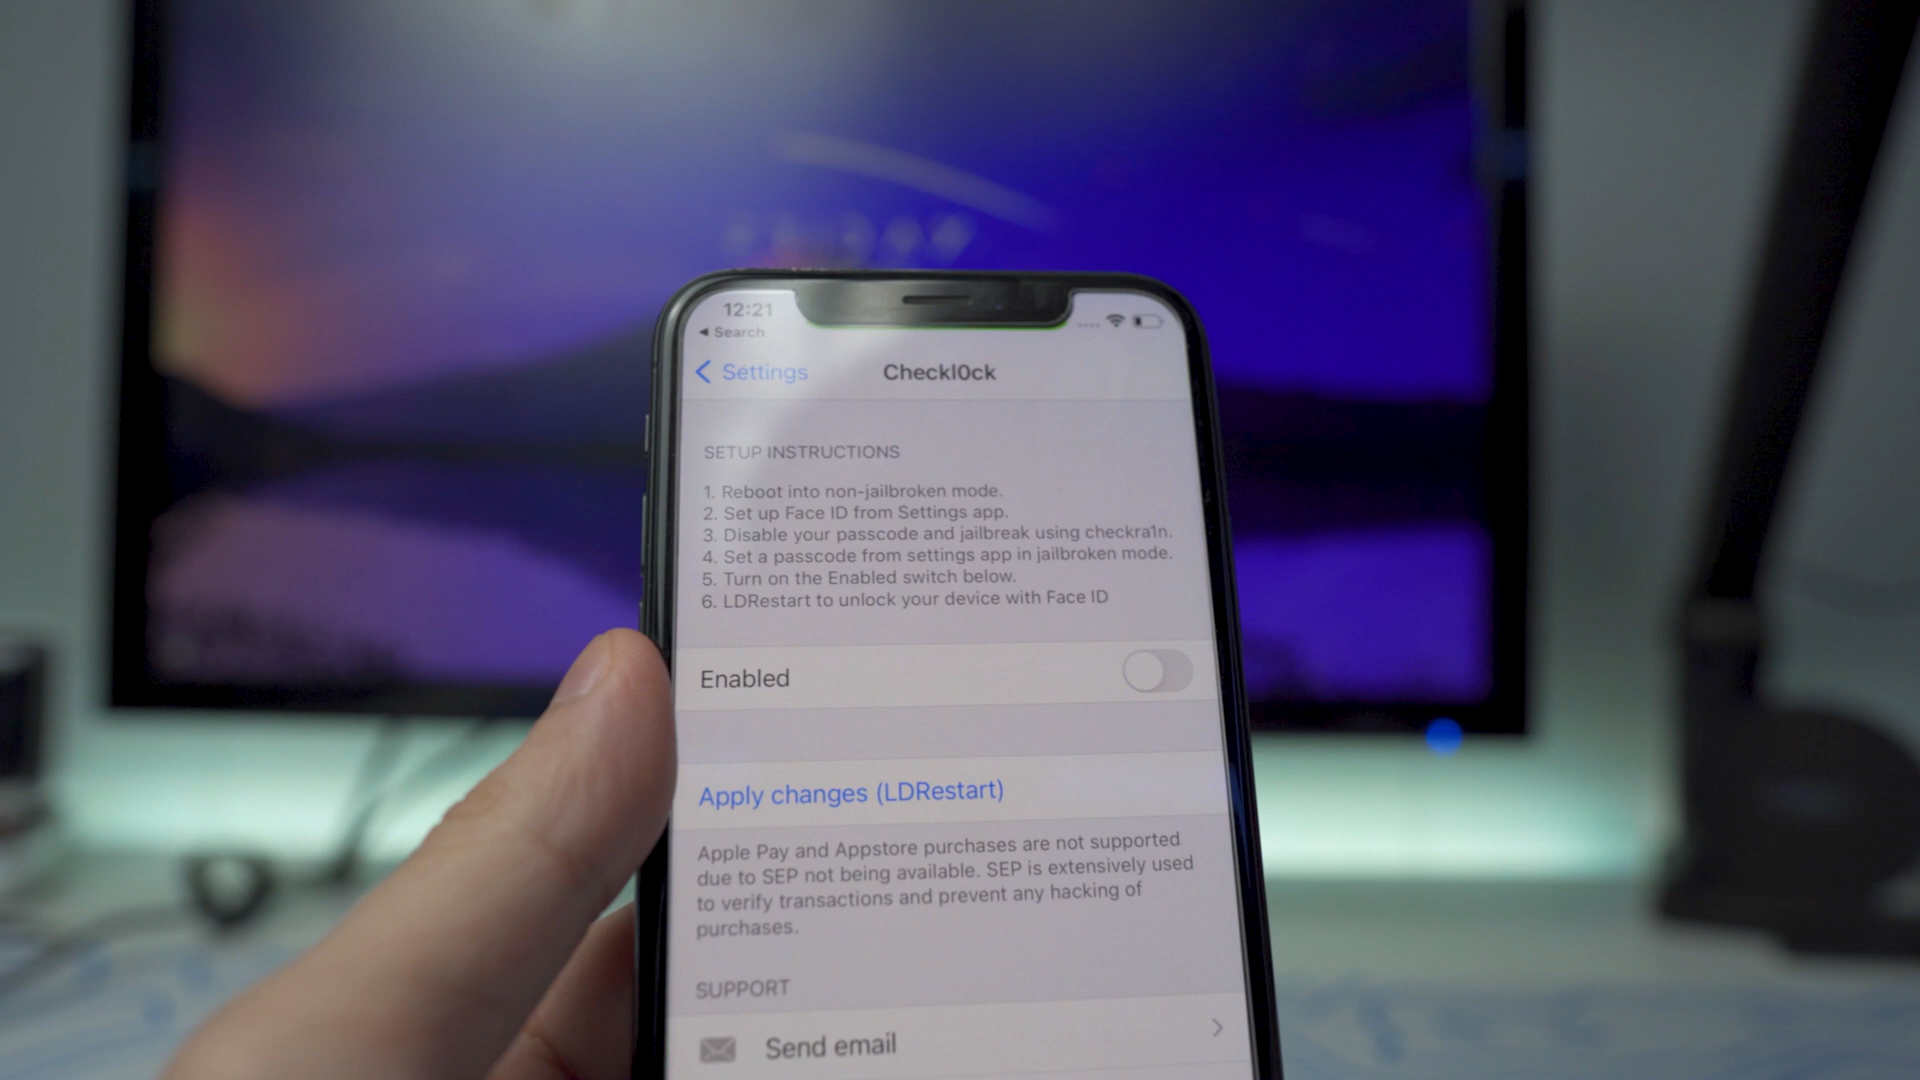 12:21
◀ Search
Settings
Checkl0ck
SETUP INSTRUCTIONS
1. Reboot into non-jailbroken mode.
2. Set up Face ID from Settings app.
3. Disable your passcode and jailbreak using checkra1n.
4. Set a passcode from settings app in jailbroken mode.
5. Turn on the Enabled switch below.
6. LDRestart to unlock your device with Face ID
Enabled
Apply changes (LDRestart)
Apple Pay and Appstore purchases are not supported
due to SEP not being available. SEP is extensively used
to verify transactions and prevent any hacking of
purchases.
SUPPORT
Send email